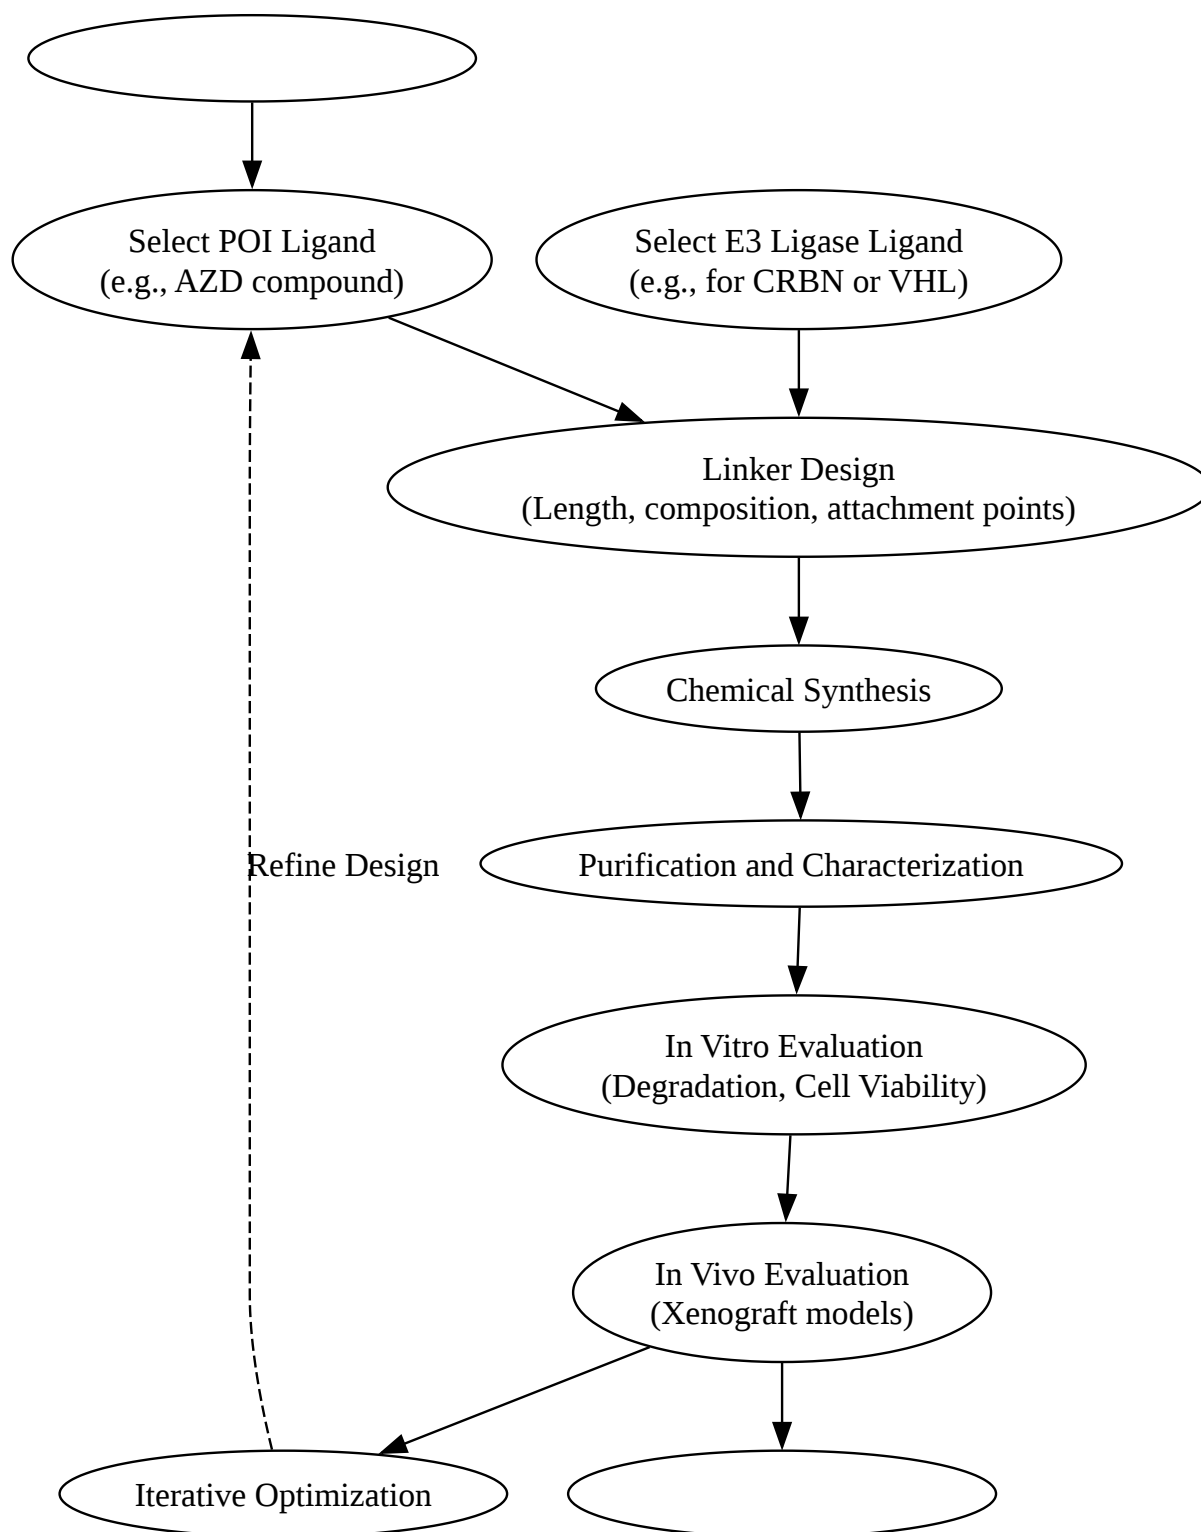 Select POI Ligand
(e.g., AZD compound)
Select E3 Ligase Ligand
(e.g., for CRBN or VHL)
Linker Design
(Length, composition, attachment points)
Chemical Synthesis
Refine Design
Purification and Characterization
In Vitro Evaluation
(Degradation, Cell Viability)
In Vivo Evaluation
(Xenograft models)
Iterative Optimization